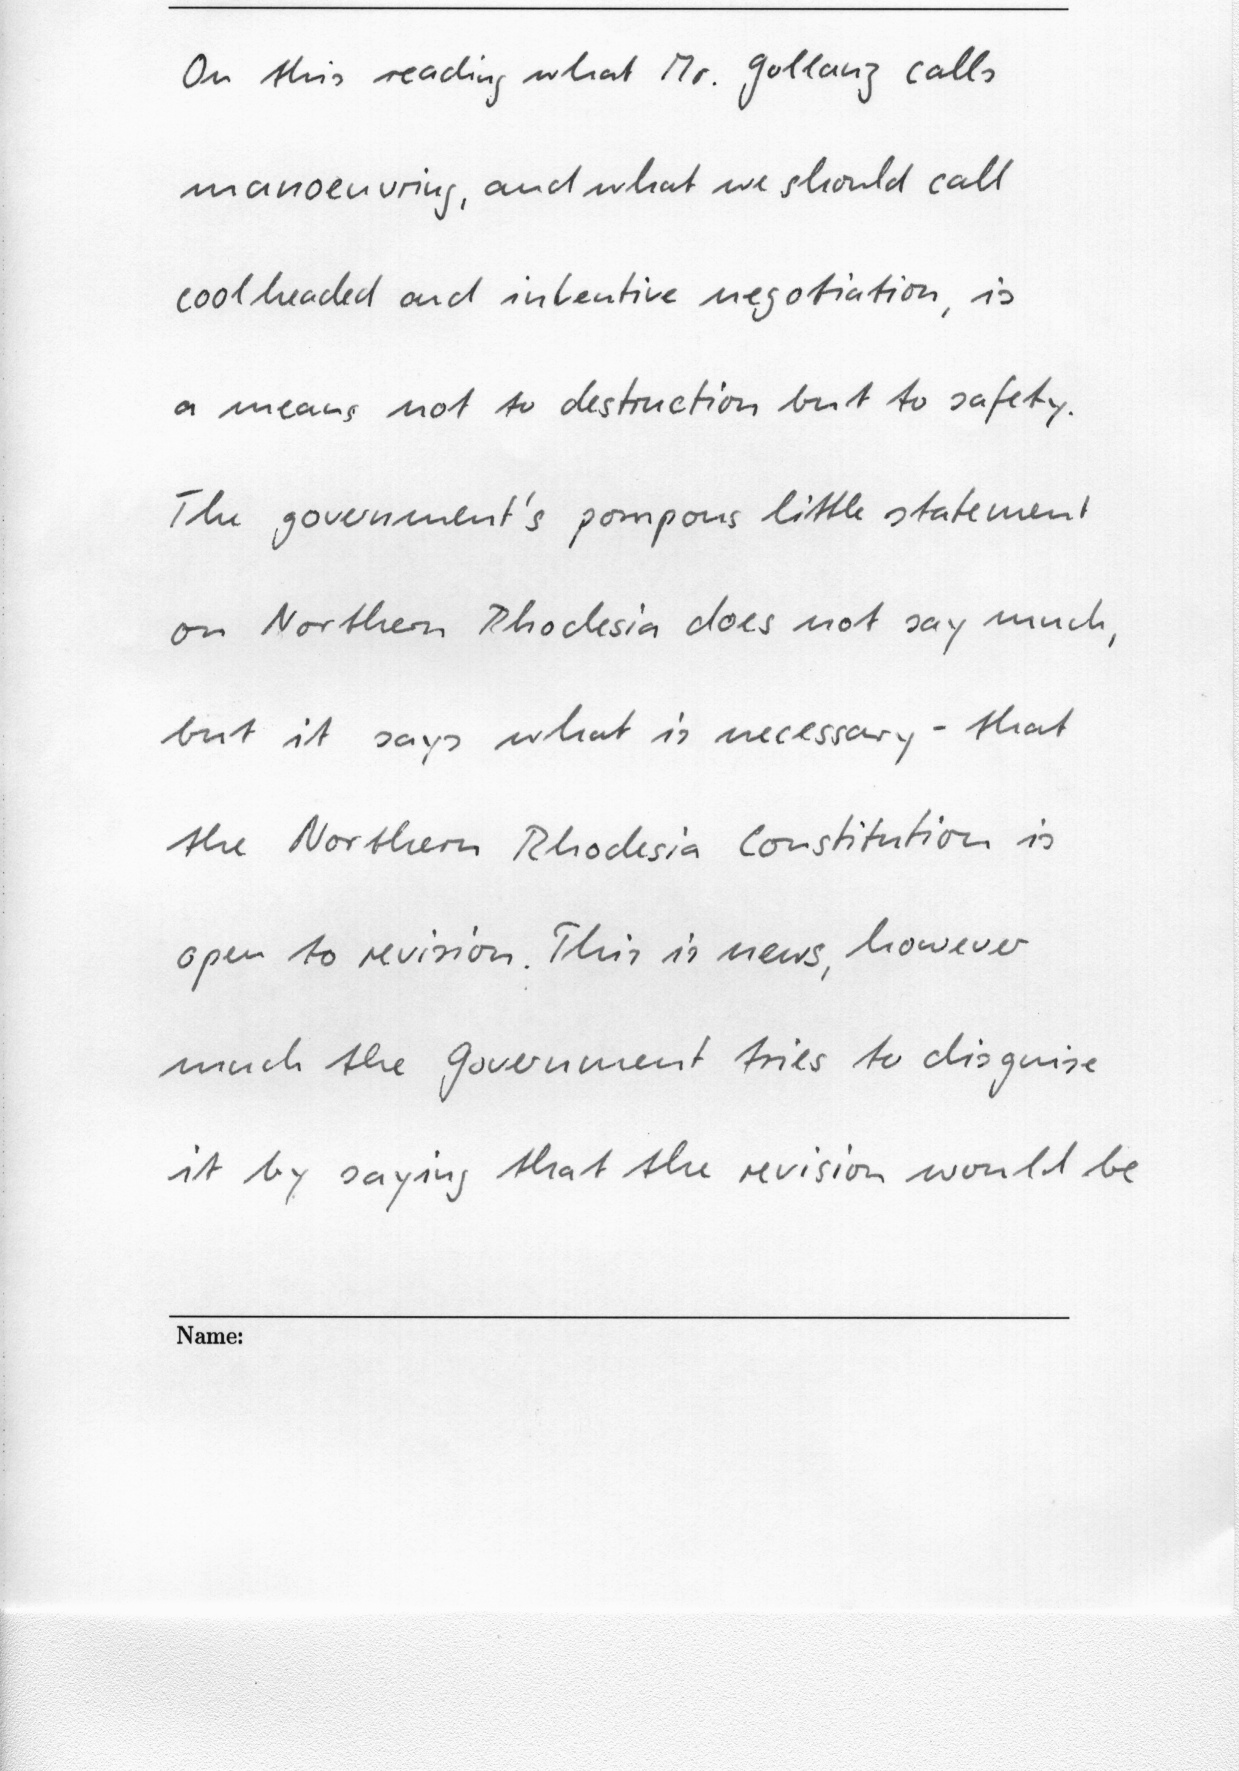 On this reading what Mr. Gollanz calls
manoeuvring, and what we should call
coolheaded and inventive negotiation, is
a means not to destruction but to safety.
The government's pompous little statement
on Northern Rhodesia does not say much,
but it says what is necessary - that
the Northern Rhodesia Constitution is
open to revision. This is news, however
much the Government tries to disguise
it by saying that the revision would be
Name: